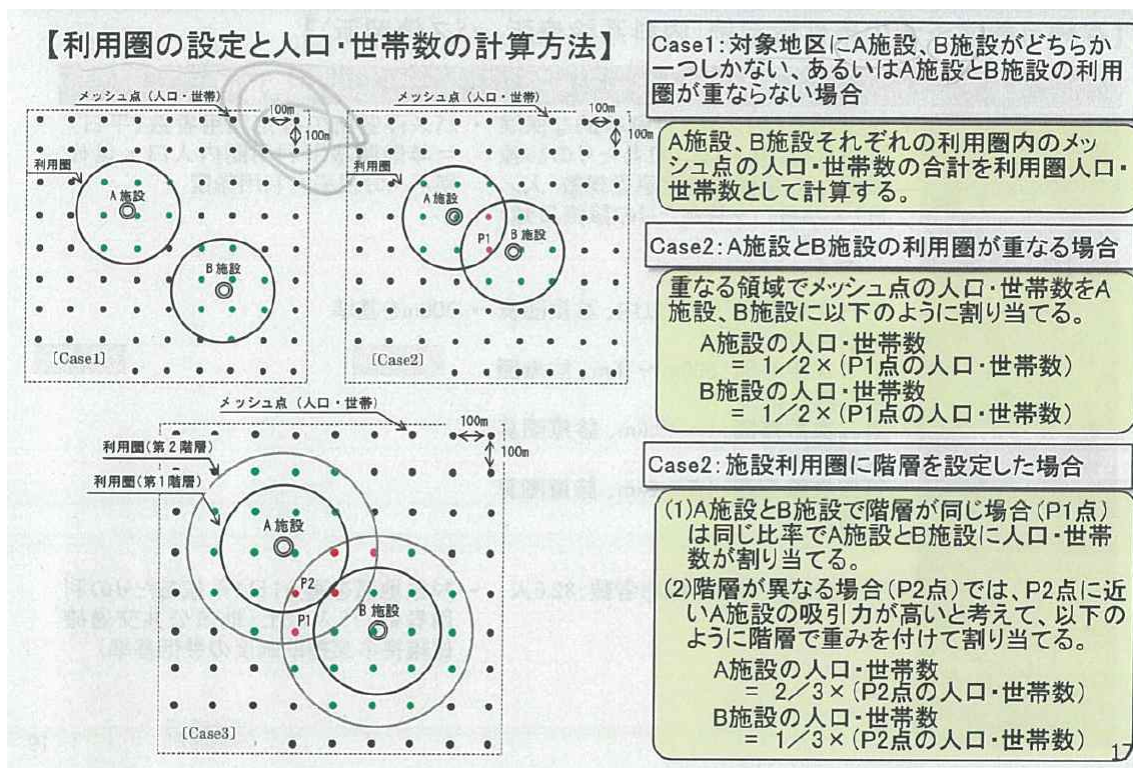 【利用圏の設定と人口・世帯数の計算方法】
メッシュ点（人口・世帯）
100m
100m
利用圏
A施設
B施設
［Case1］
メッシュ点（人口・世帯）
100m
100m
利用圏
A施設
P1
B施設
［Case2］
メッシュ点（人口・世帯）
100m
100m
利用圏（第２階層）
利用圏（第１階層）
A施設
P2
P1
B施設
［Case3］
Case1：対象地区にA施設、B施設がどちらか
一つしかない、あるいはA施設とB施設の利用
圏が重ならない場合
A施設、B施設それぞれの利用圏内のメッ
シュ点の人口・世帯数の合計を利用圏人口・
世帯数として計算する。
Case2：A施設とB施設の利用圏が重なる場合
重なる領域でメッシュ点の人口・世帯数をA
施設、B施設に以下のように割り当てる。
A施設の人口・世帯数
＝ １／２×（P1点の人口・世帯数）
B施設の人口・世帯数
＝ １／２×（P1点の人口・世帯数）
Case2：施設利用圏に階層を設定した場合
(1)A施設とB施設で階層が同じ場合（P1点）
は同じ比率でA施設とB施設に人口・世帯
数が割り当てる。
(2)階層が異なる場合（P2点）では、P2点に近
いA施設の吸引力が高いと考えて、以下の
ように階層で重みを付けて割り当てる。
A施設の人口・世帯数
＝ ２／３×（P2点の人口・世帯数）
B施設の人口・世帯数
＝ １／３×（P2点の人口・世帯数）
17